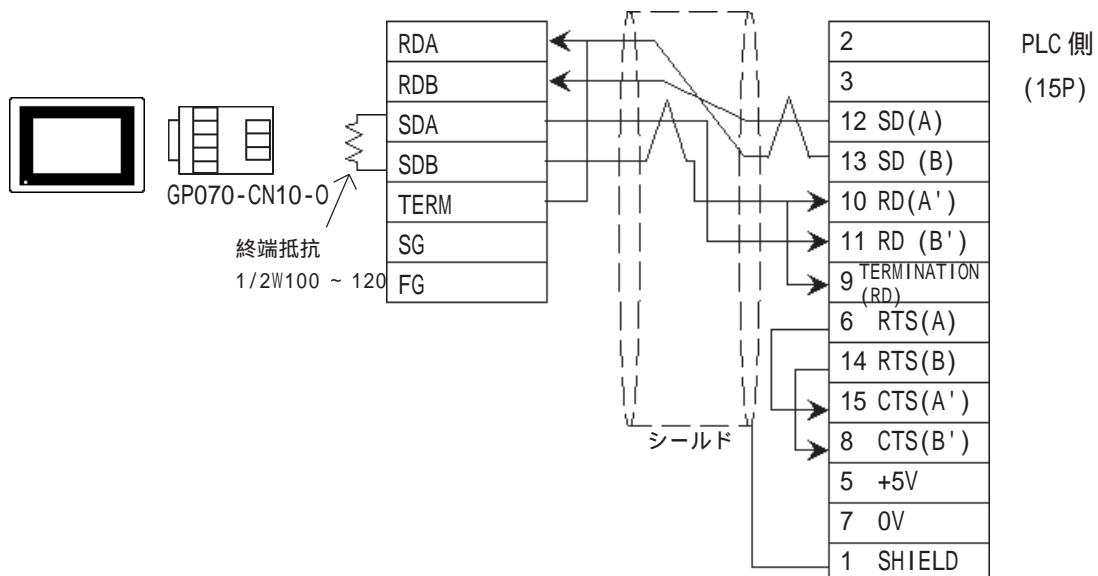 RDA
RDB
SDA
SDB
TERM
SG
FG
GP070-CN10-O
終端抵抗
1/2W100 ~ 120
シールド
2
3
12 SD(A)
13 SD (B)
10 RD(A')
11 RD (B')
9 TERMINATION
(RD)
6 RTS(A)
14 RTS(B)
15 CTS(A')
8 CTS(B')
5 +5V
7 0V
1 SHIELD
PLC 側
(15P)